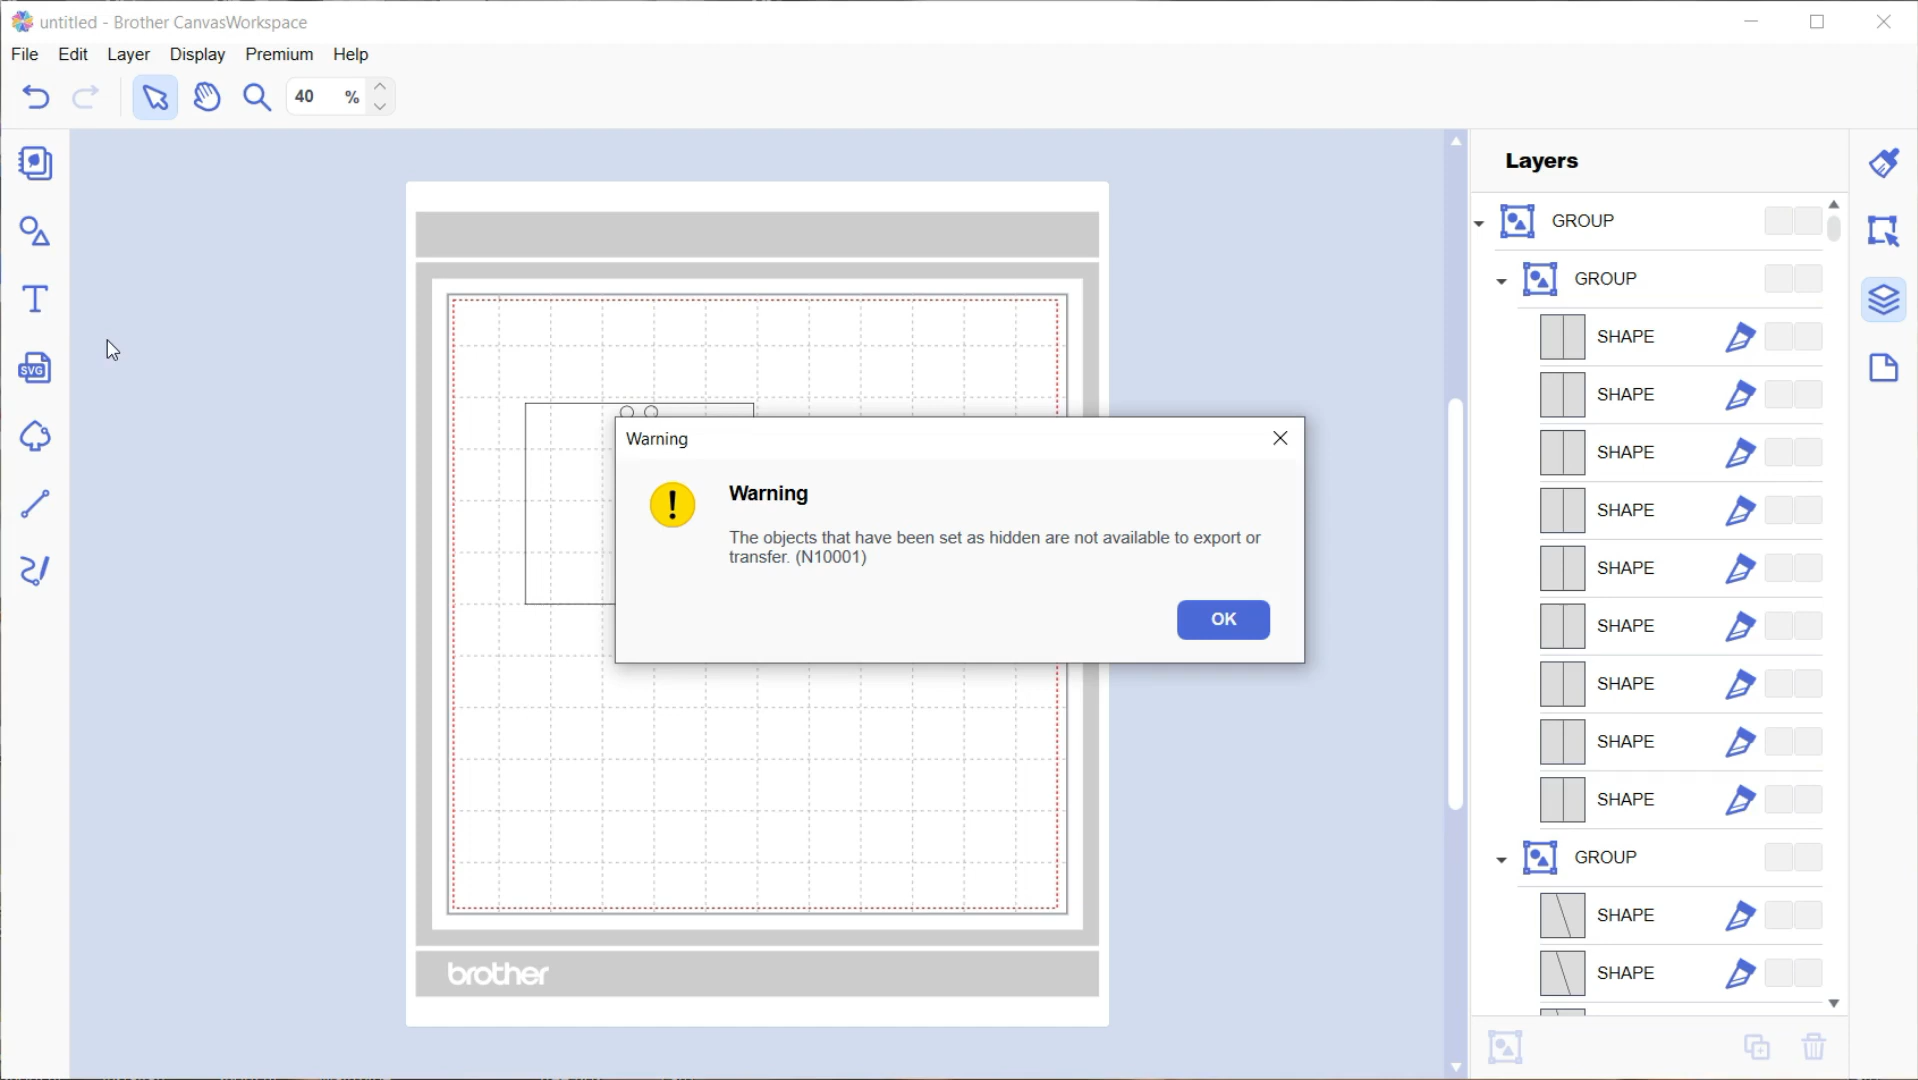 untitled - Brother CanvasWorkspace
File Edit Layer Display Premium Help
40 %
Layers
GROUP
GROUP
SHAPE
SHAPE
SVG
Warning
SHAPE
Warning
SHAPE
The objects that have been set as hidden are not available to export or
transfer. (N10001)
SHAPE
OK
SHAPE
SHAPE
SHAPE
SHAPE
GROUP
SHAPE
SHAPE
brother